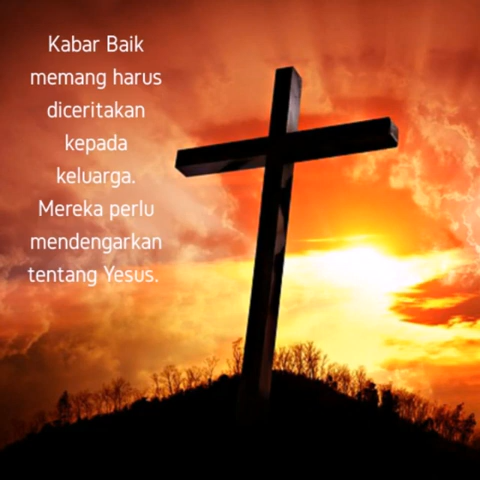 Kabar Baik
memang harus
diceritakan
kepada
keluarga.
Mereka perlu
mendengarkan
tentang Yesus.